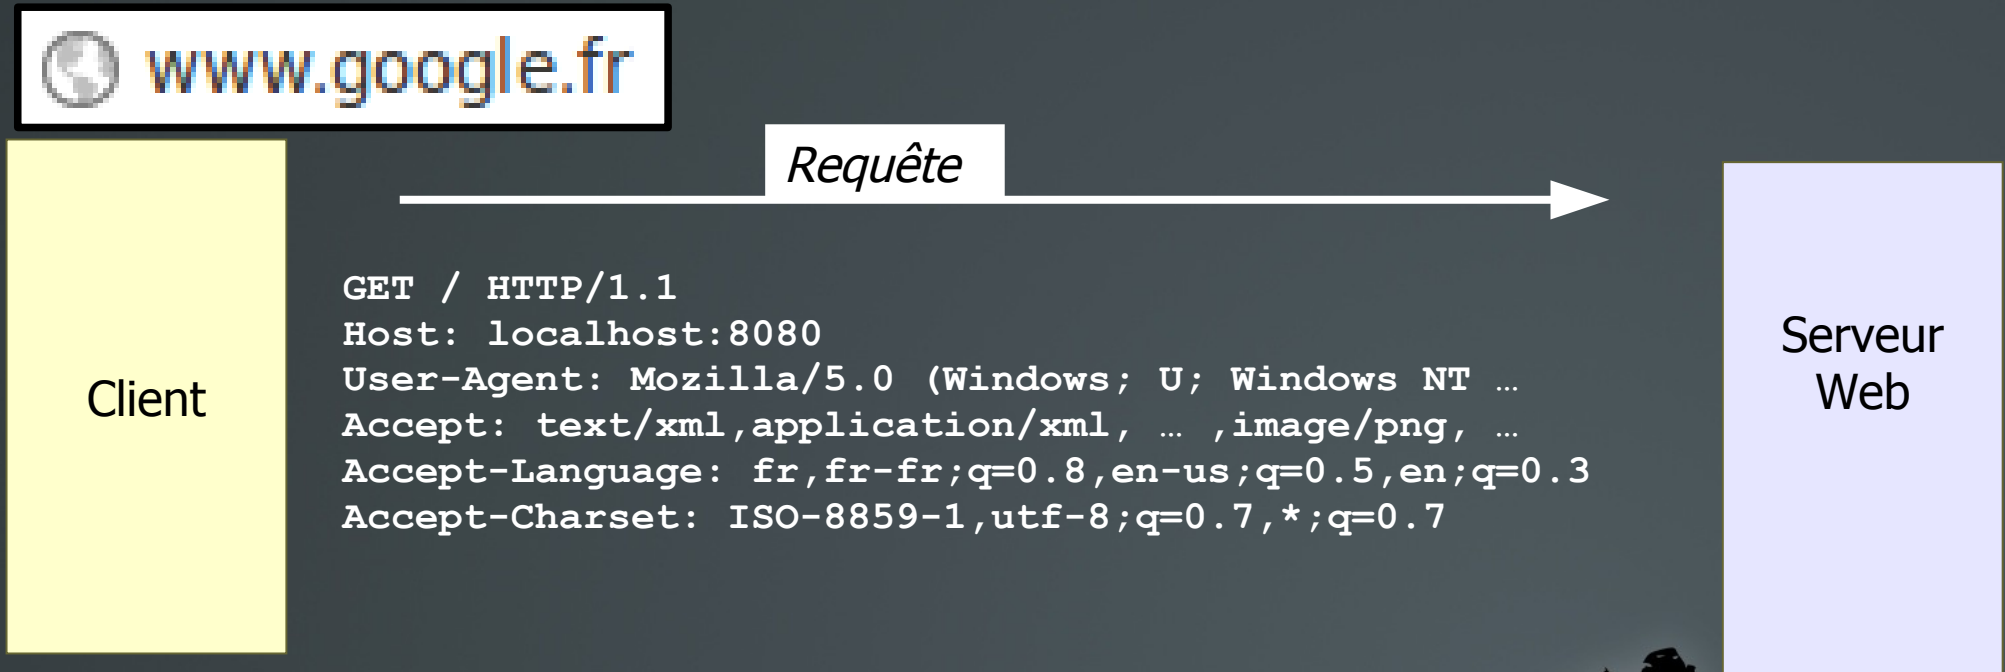 www.google.fr
Requête
GET / HTTP/1.1
Host: localhost:8080
User-Agent: Mozilla/5.0 (Windows; U; Windows NT …
Accept: text/xml,application/xml, … ,image/png, …
Accept-Language: fr,fr-fr;q=0.8,en-us;q=0.5,en;q=0.3
Accept-Charset: ISO-8859-1,utf-8;q=0.7,*;q=0.7
Client
Serveur
Web